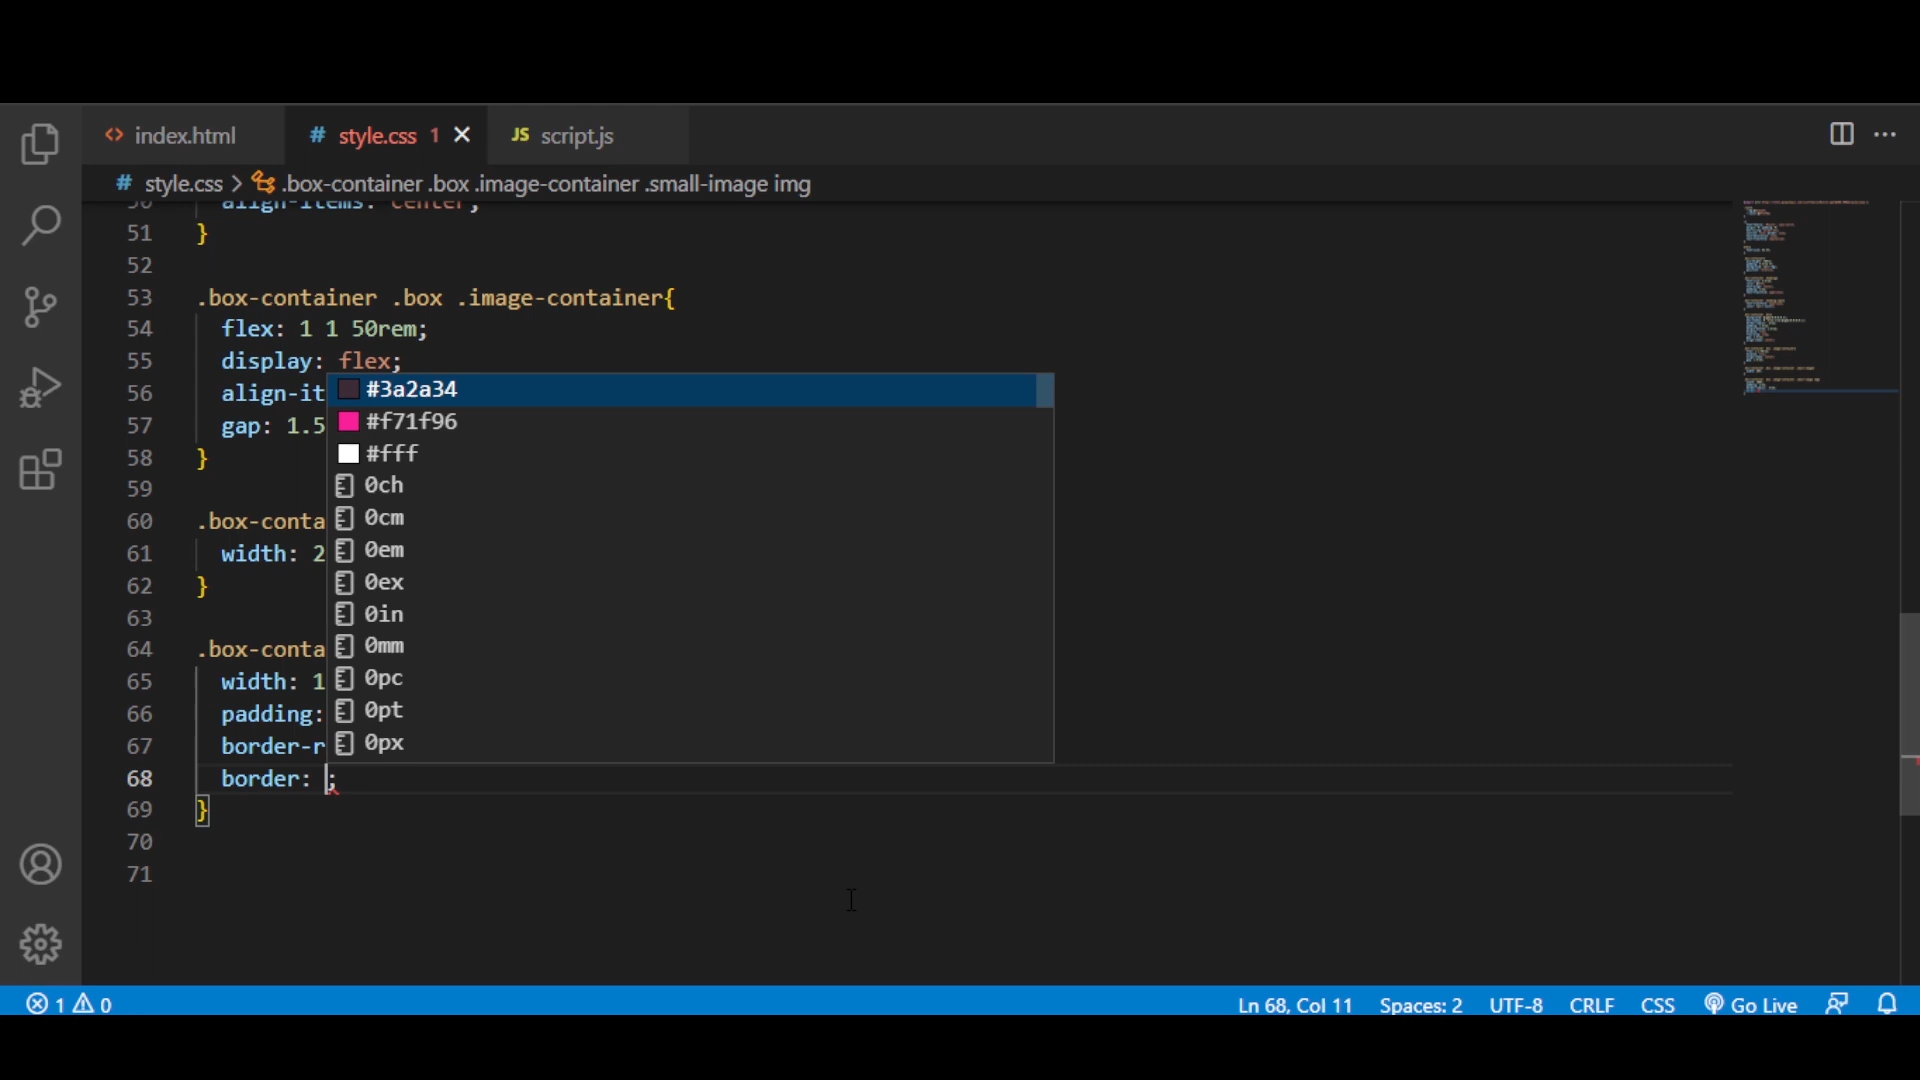 index.html
style.css 1
script.js
style.css > .box-container .box .image-container .small-image img
50 align-items: center;
51 }
52
53 .box-container .box .image-container{
54 flex: 1 1 50rem;
55 display: flex;
56 align-it
57 gap: 1.5
58 }
59
60 .box-conta
61 width: 2
62 }
63
64 .box-conta
65 width: 1
66 padding:
67 border-r
68 border: ;
69 }
70
71
#3a2a34
#f71f96
#fff
0ch
0cm
0em
0ex
0in
0mm
0pc
0pt
0px
1 0
Ln 68, Col 11 Spaces: 2 UTF-8 CRLF CSS Go Live